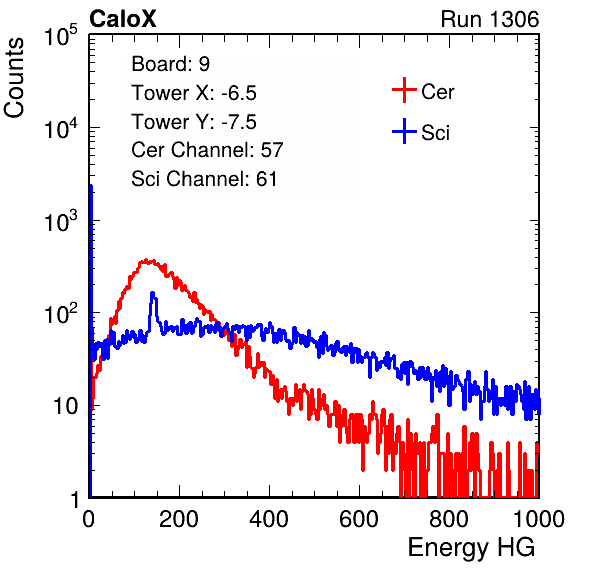 CaloX Run 1306
Counts
Board: 9
Tower X: -6.5
Tower Y: -7.5
Cer Channel: 57
Sci Channel: 61
Cer
Sci
10^5
10^4
10^3
10^2
10
1
0 200 400 600 800 1000
Energy HG